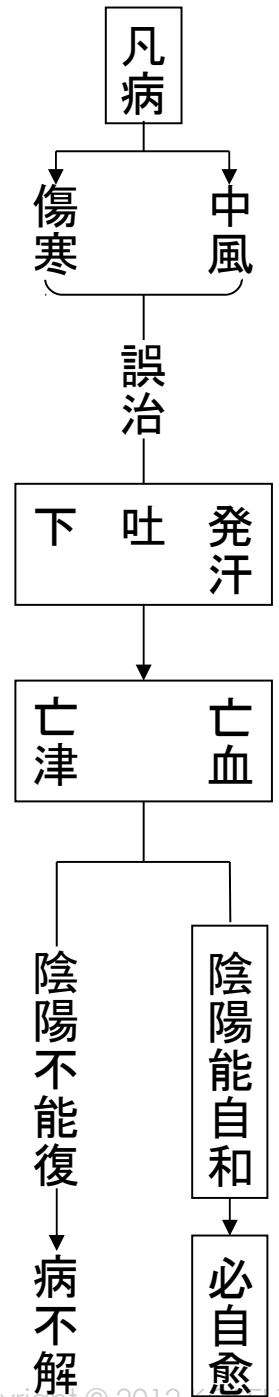 凡病
中風
傷寒
誤治
発汗
吐
下
亡血
亡津
陰陽能自和
陰陽不能復
必自愈
病不解